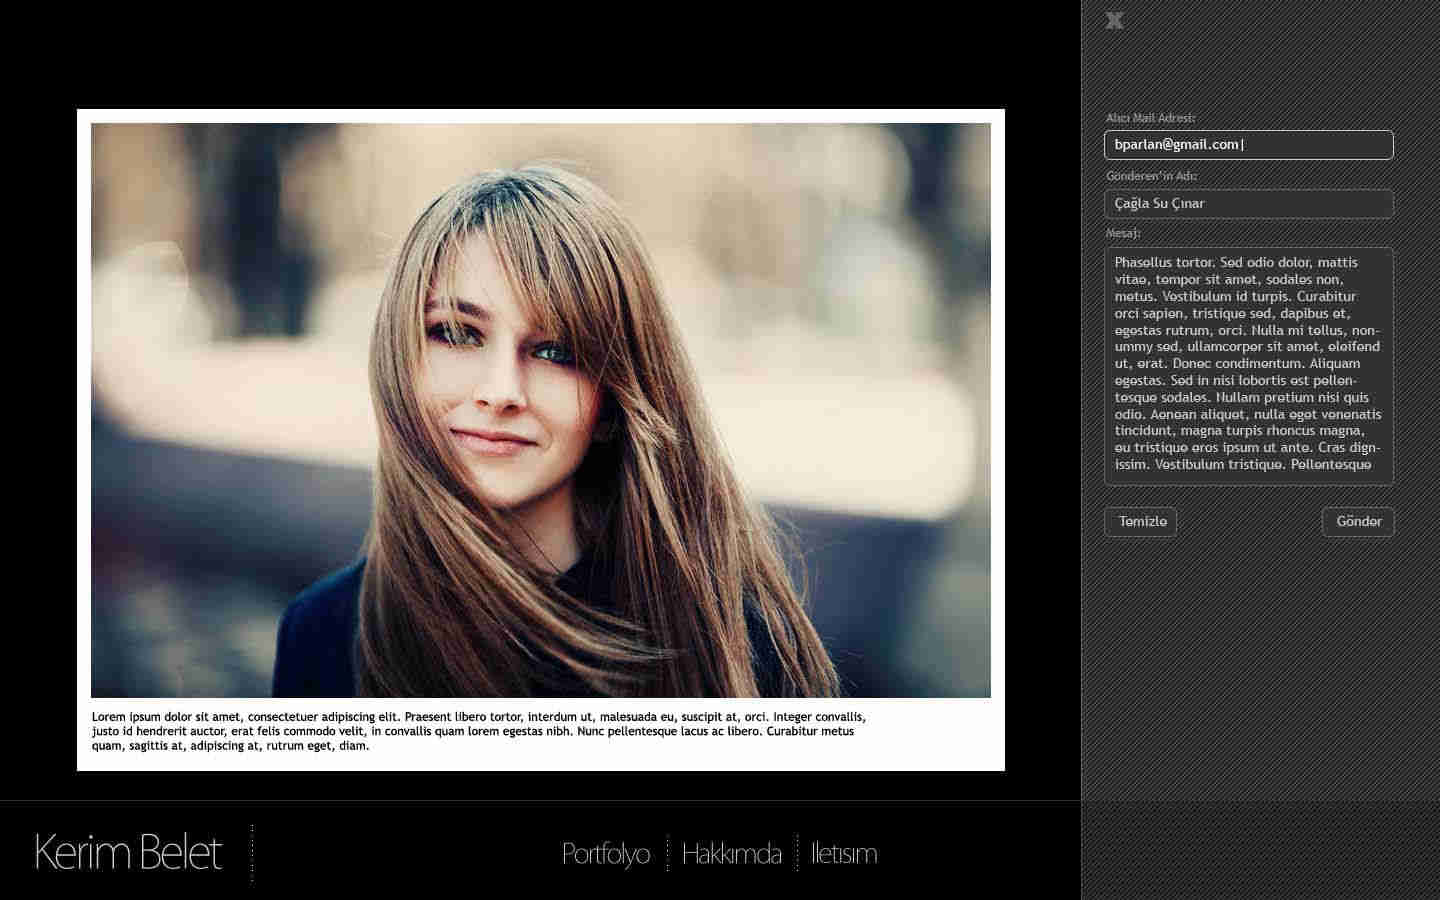 X
Alıcı Mail Adresi:
bparlan@gmail.com
Gönderen'in Adı:
Çağla Su Çınar
Mesaj:
Phasellus tortor. Sed odio dolor, mattis
vitae, tempor sit amet, sodales non,
metus. Vestibulum id turpis. Curabitur
orci sapien, tristique sed, dapibus et,
egestas rutrum, orci. Nulla mi tellus, non-
ummy sed, ullamcorper sit amet, eleifend
ut, erat. Donec condimentum. Aliquam
egestas. Sed in nisi lobortis est pellen-
tesque sodales. Nullam pretium nisi quis
odio. Aenean aliquet, nulla eget venenatis
tincidunt, magna turpis rhoncus magna,
eu tristique eros ipsum ut ante. Cras dign-
issim. Vestibulum tristique. Pellentesque
Temizle
Gönder
Lorem ipsum dolor sit amet, consectetuer adipiscing elit. Praesent libero tortor, interdum ut, malesuada eu, suscipit at, orci. Integer convallis,
justo id hendrerit auctor, erat felis commodo velit, in convallis quam lorem egestas nibh. Nunc pellentesque lacus ac libero. Curabitur metus
quam, sagittis at, adipiscing at, rutrum eget, diam.
Kerim Belet
Portfolyo
Hakkımda
Iletısım